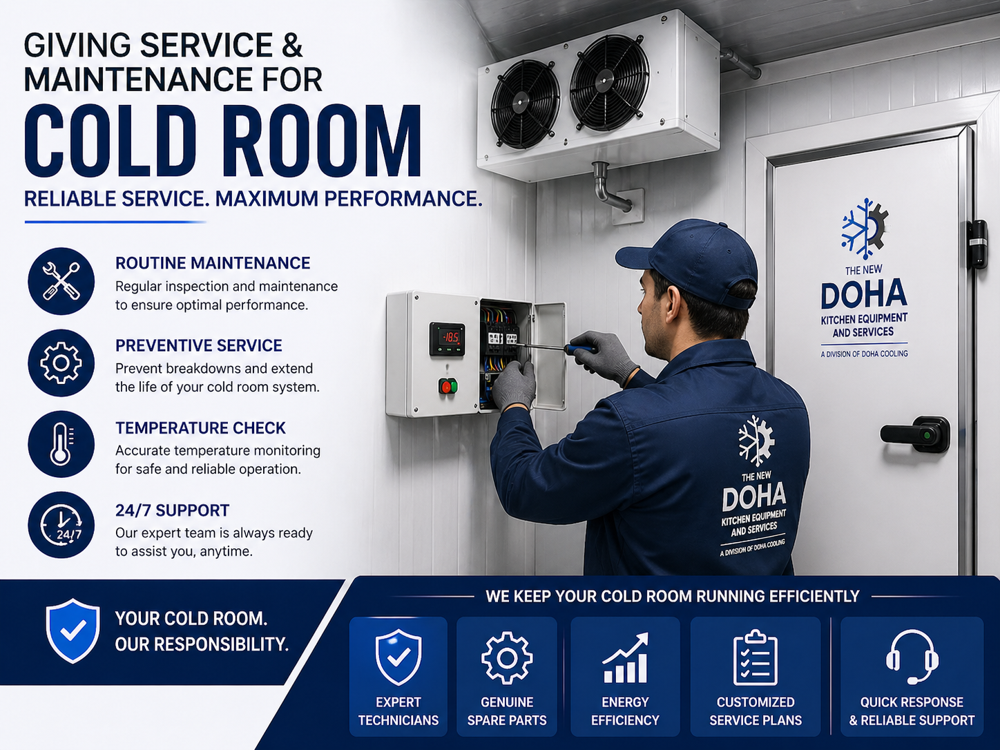 GIVING SERVICE &
MAINTENANCE FOR
COLD ROOM
RELIABLE SERVICE. MAXIMUM PERFORMANCE.
ROUTINE MAINTENANCE
Regular inspection and maintenance
to ensure optimal performance.
PREVENTIVE SERVICE
Prevent breakdowns and extend
the life of your cold room system.
TEMPERATURE CHECK
Accurate temperature monitoring
for safe and reliable operation.
24/7
24/7 SUPPORT
Our expert team is always ready
to assist you, anytime.
-18.5
THE NEW
DOHA
KITCHEN EQUIPMENT
AND SERVICES
A DIVISION OF DOHA COOLING
THE NEW
DOHA
KITCHEN EQUIPMENT
AND SERVICES
A DIVISION OF DOHA COOLING
YOUR COLD ROOM.
OUR RESPONSIBILITY.
WE KEEP YOUR COLD ROOM RUNNING EFFICIENTLY
EXPERT
TECHNICIANS
GENUINE
SPARE PARTS
ENERGY
EFFICIENCY
CUSTOMIZED
SERVICE PLANS
QUICK RESPONSE
& RELIABLE SUPPORT